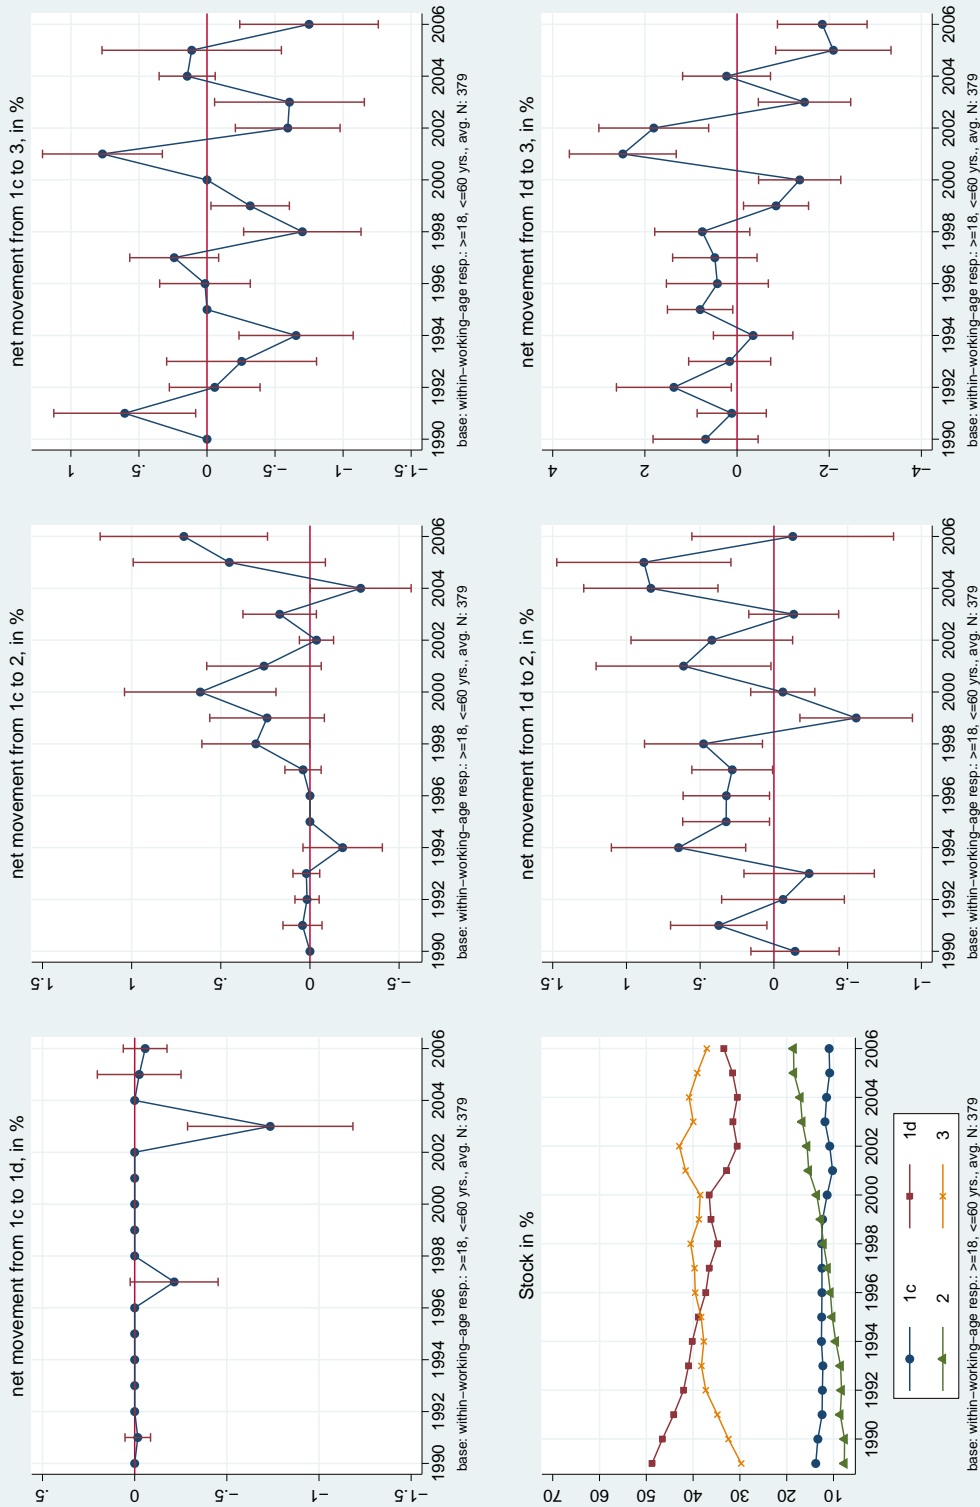 net movement from 1c to 1d, in %
.5
0
−.5
−1
1990 1992 1994 1996 1998 2000 2002 2004 2006
base: within−working−age resp.: >=18, <=60 yrs., avg. N: 379
net movement from 1c to 2, in %
1.5
1
.5
0
−.5
1990 1992 1994 1996 1998 2000 2002 2004 2006
base: within−working−age resp.: >=18, <=60 yrs., avg. N: 379
net movement from 1c to 3, in %
1
.5
0
−.5
−1
−1.5
1990 1992 1994 1996 1998 2000 2002 2004 2006
base: within−working−age resp.: >=18, <=60 yrs., avg. N: 379
Stock in %
70
60
50
40
30
20
10
1990 1992 1994 1996 1998 2000 2002 2004 2006
1c 1d
2 3
base: within−working−age resp.: >=18, <=60 yrs., avg. N: 379
net movement from 1d to 2, in %
1.5
1
.5
0
−.5
−1
1990 1992 1994 1996 1998 2000 2002 2004 2006
base: within−working−age resp.: >=18, <=60 yrs., avg. N: 379
net movement from 1d to 3, in %
4
2
0
−2
−4
1990 1992 1994 1996 1998 2000 2002 2004 2006
base: within−working−age resp.: >=18, <=60 yrs., avg. N: 379